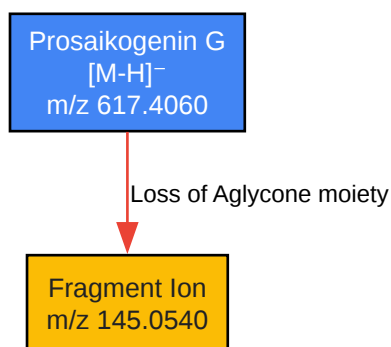 Prosaikogenin G
[M-H]⁻
m/z 617.4060
Loss of Aglycone moiety
Fragment Ion
m/z 145.0540